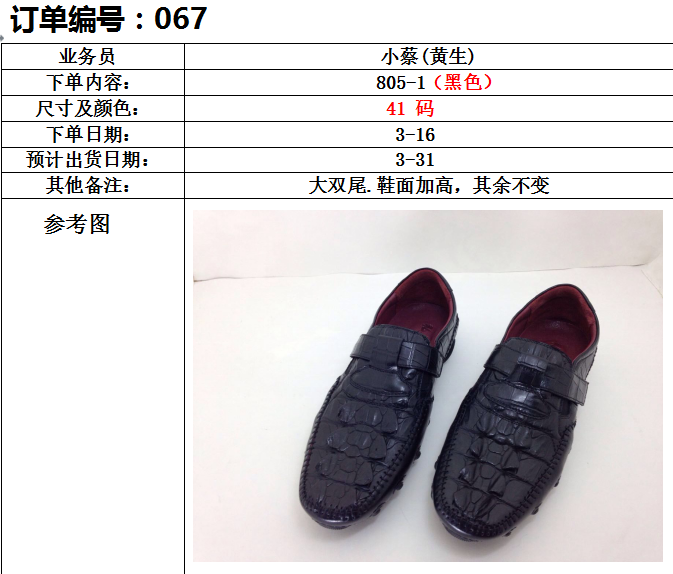 订单编号：067
业务员 小蔡(黄生)
下单内容： 805-1（黑色）
尺寸及颜色： 41 码
下单日期： 3-16
预计出货日期： 3-31
其他备注： 大双尾.鞋面加高，其余不变
参考图